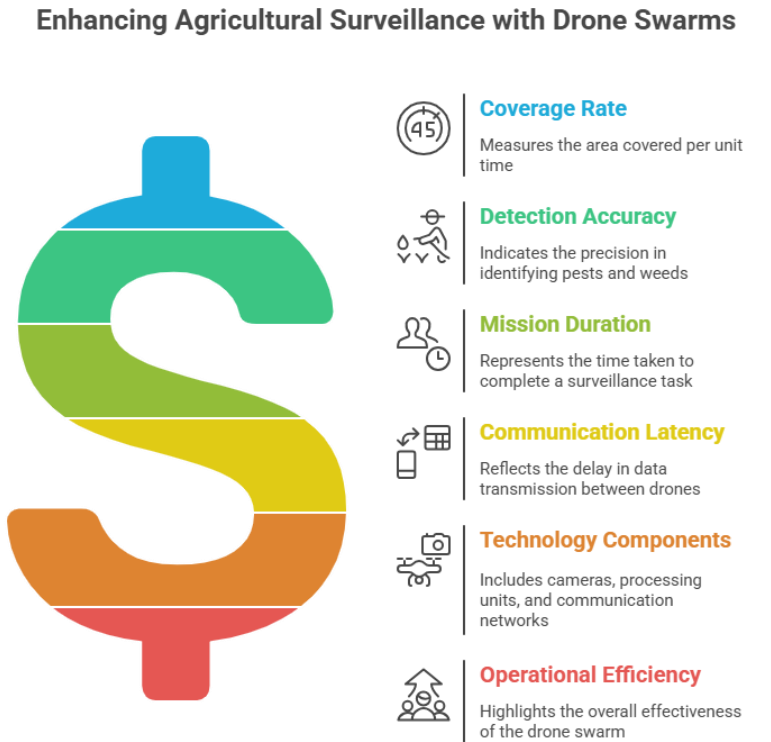 Enhancing Agricultural Surveillance with Drone Swarms
45
Coverage Rate
Measures the area covered per unit
time
Detection Accuracy
Indicates the precision in
identifying pests and weeds
Mission Duration
Represents the time taken to
complete a surveillance task
Communication Latency
Reflects the delay in data
transmission between drones
Technology Components
Includes cameras, processing
units, and communication
networks
Operational Efficiency
Highlights the overall effectiveness
of the drone swarm